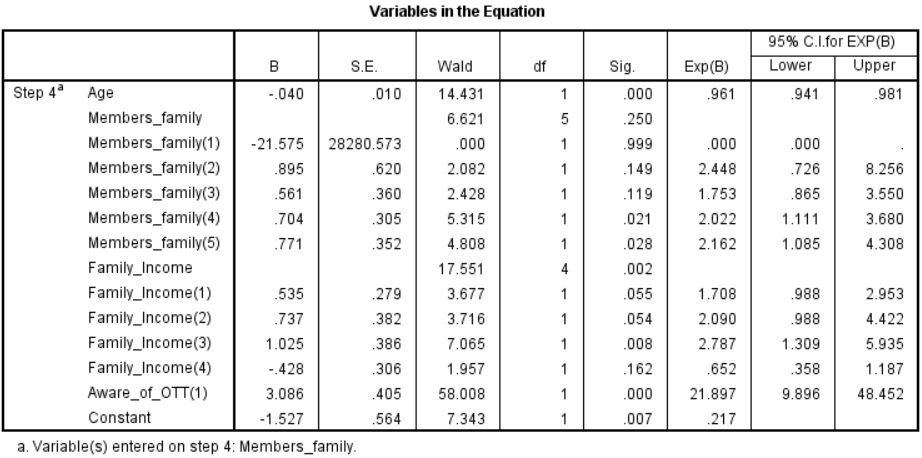 Variables in the Equation
95% C.I.for EXP(B)
B S.E. Wald df Sig. Exp(B) Lower Upper
Step 4a Age -.040 .010 14.431 1 .000 .961 .941 .981
Members_family 6.621 5 .250
Members_family(1) -21.575 28280.573 .000 1 .999 .000 .000 .
Members_family(2) .895 .620 2.082 1 .149 2.448 .726 8.256
Members_family(3) .561 .360 2.428 1 .119 1.753 .865 3.550
Members_family(4) .704 .305 5.315 1 .021 2.022 1.111 3.680
Members_family(5) .771 .352 4.808 1 .028 2.162 1.085 4.308
Family_Income 17.551 4 .002
Family_Income(1) .535 .279 3.677 1 .055 1.708 .988 2.953
Family_Income(2) .737 .382 3.716 1 .054 2.090 .988 4.422
Family_Income(3) 1.025 .386 7.065 1 .008 2.787 1.309 5.935
Family_Income(4) -.428 .306 1.957 1 .162 .652 .358 1.187
Aware_of_OTT(1) 3.086 .405 58.008 1 .000 21.897 9.896 48.452
Constant -1.527 .564 7.343 1 .007 .217
a. Variable(s) entered on step 4: Members_family.